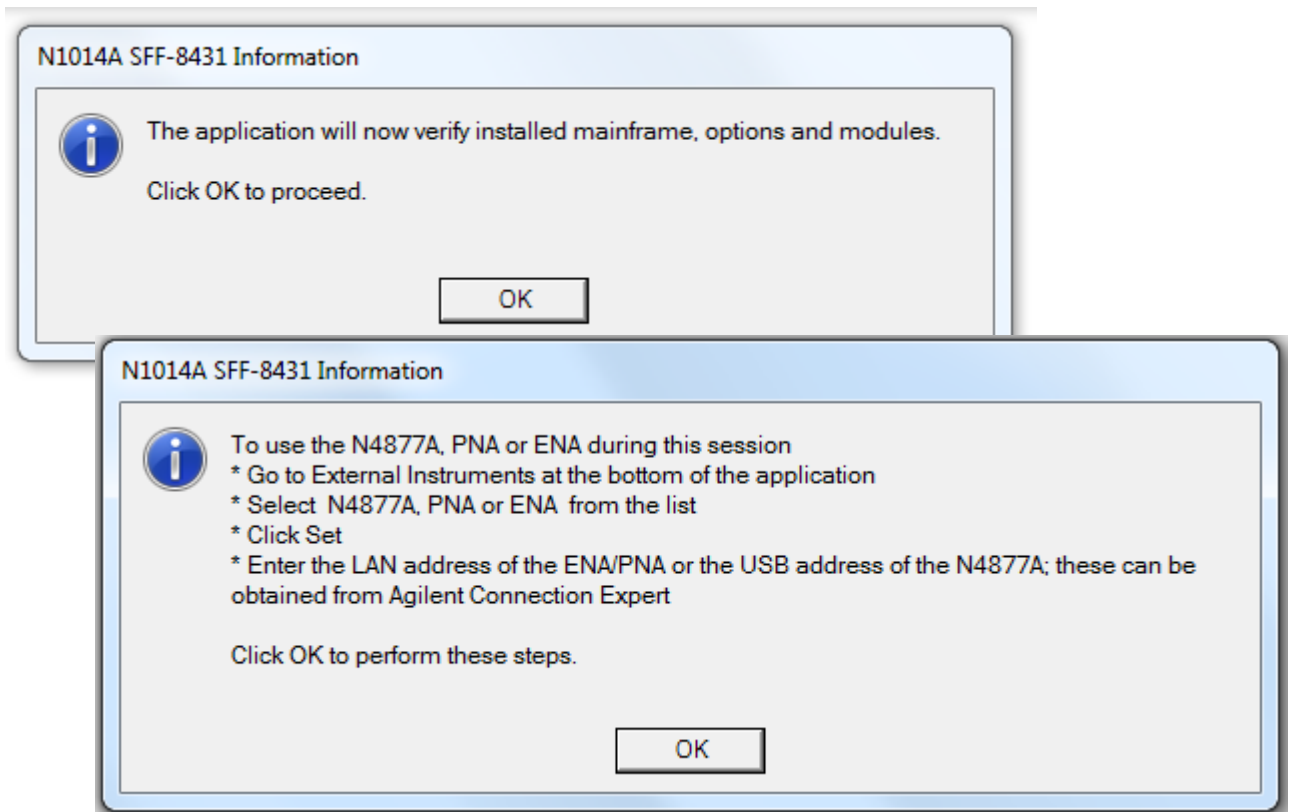 N1014A SFF-8431 Information
The application will now verify installed mainframe, options and modules.
Click OK to proceed.
OK
N1014A SFF-8431 Information
To use the N4877A, PNA or ENA during this session
* Go to External Instruments at the bottom of the application
* Select N4877A, PNA or ENA from the list
* Click Set
* Enter the LAN address of the ENA/PNA or the USB address of the N4877A; these can be
obtained from Agilent Connection Expert
Click OK to perform these steps.
OK